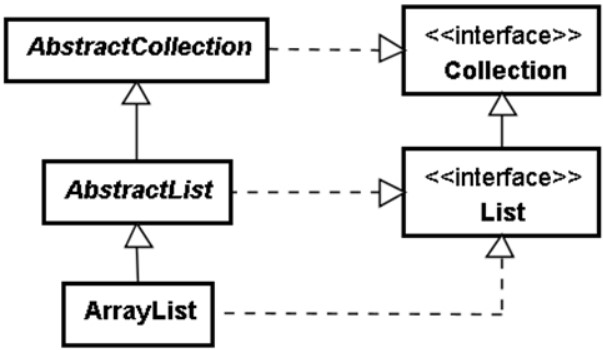 AbstractCollection
<<interface>>
Collection
AbstractList
<<interface>>
List
ArrayList